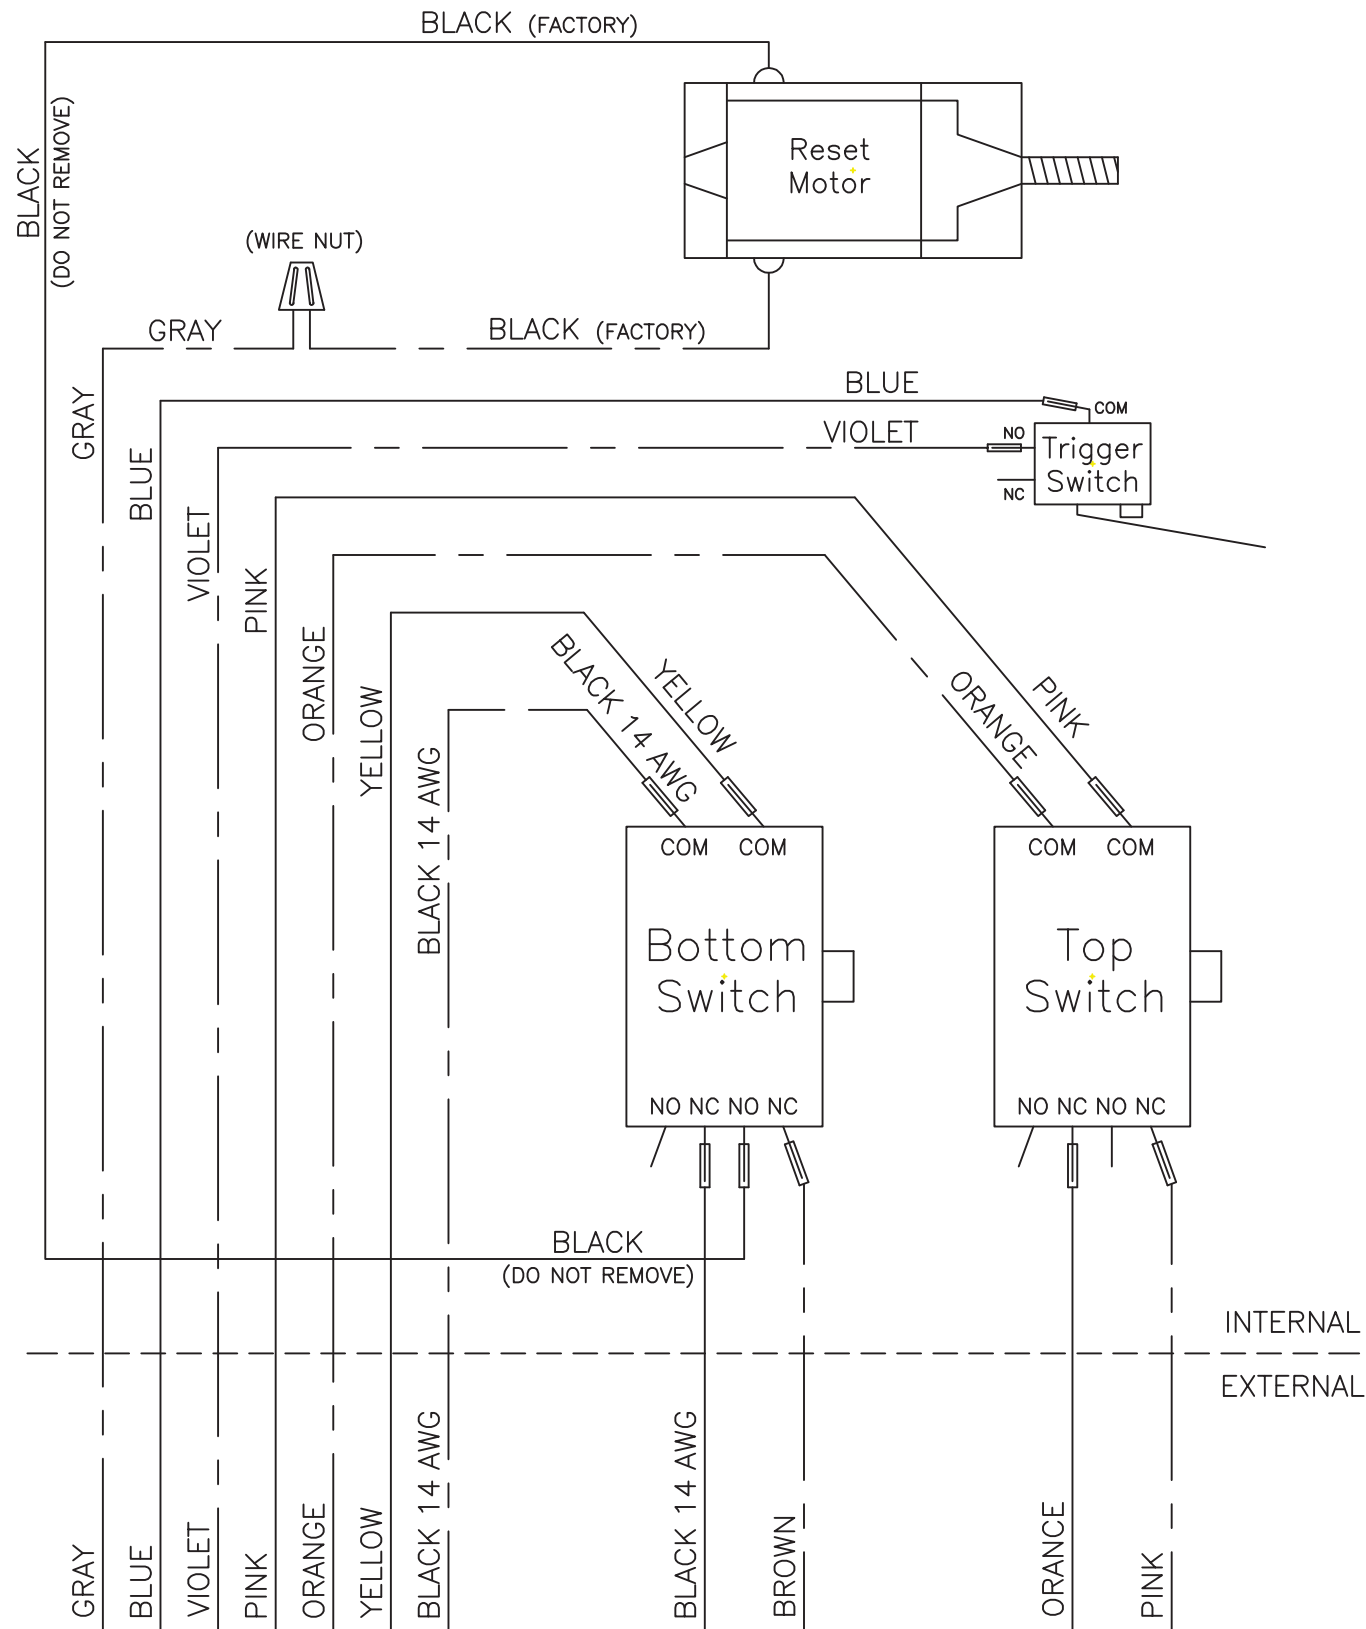 BLACK (FACTORY)
BLACK
(DO NOT REMOVE)
Reset
Motor
(WIRE NUT)
GRAY
BLACK (FACTORY)
GRAY
BLUE
COM
BLUE
VIOLET
NO
Trigger
Switch
NC
VIOLET
PINK
ORANGE
YELLOW
BLACK 14 AWG
YELLOW
BLACK 14 AWG
ORANGE
PINK
COM COM
COM COM
Bottom
Switch
Top
Switch
NO NC NO NC
NO NC NO NC
BLACK
(DO NOT REMOVE)
INTERNAL
EXTERNAL
GRAY
BLUE
VIOLET
PINK
ORANGE
YELLOW
BLACK 14 AWG
BLACK 14 AWG
BROWN
ORANCE
PINK